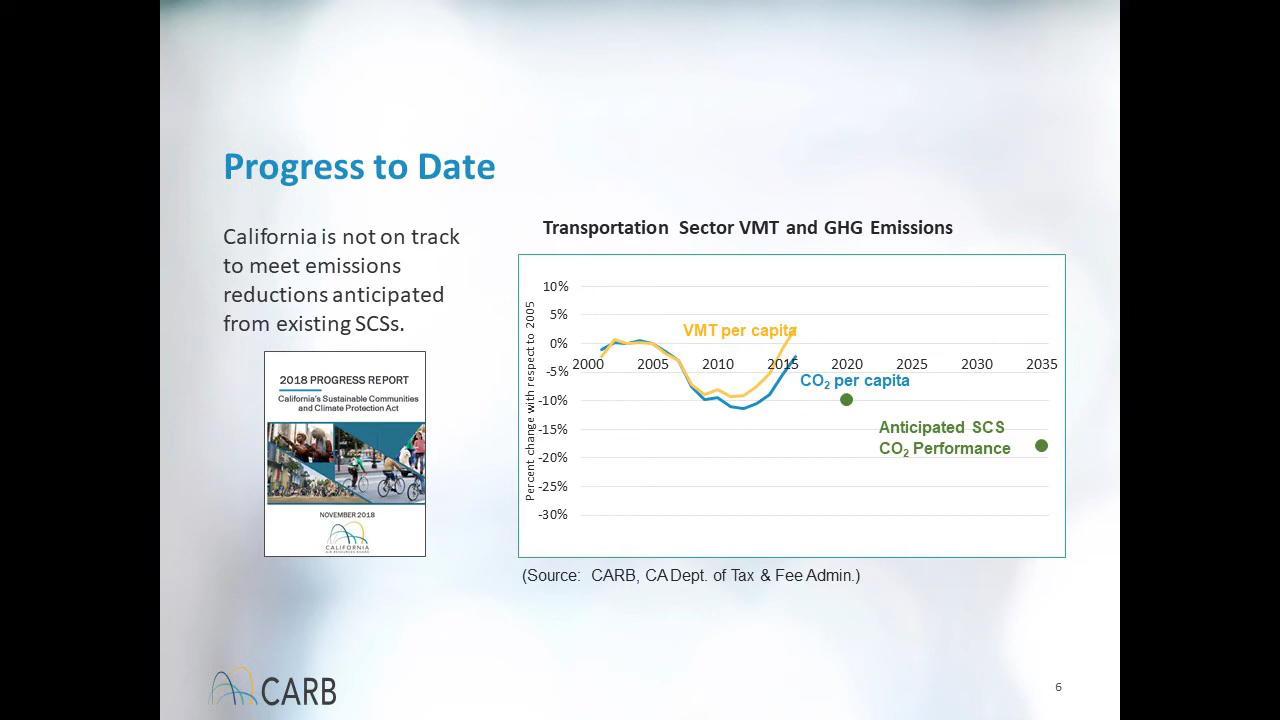 Progress to Date
California is not on track
to meet emissions
reductions anticipated
from existing SCSs.
2018 PROGRESS REPORT
California's Sustainable Communities
and Climate Protection Act
NOVEMBER 2018
CALIFORNIA
AIR RESOURCES BOARD
Transportation Sector VMT and GHG Emissions
Percent change with respect to 2005
10%
5%
0%
-5%
-10%
-15%
-20%
-25%
-30%
2000 2005 2010 2015 2020 2025 2030 2035
VMT per capita
CO₂ per capita
Anticipated SCS
CO₂ Performance
(Source: CARB, CA Dept. of Tax & Fee Admin.)
CARB
6